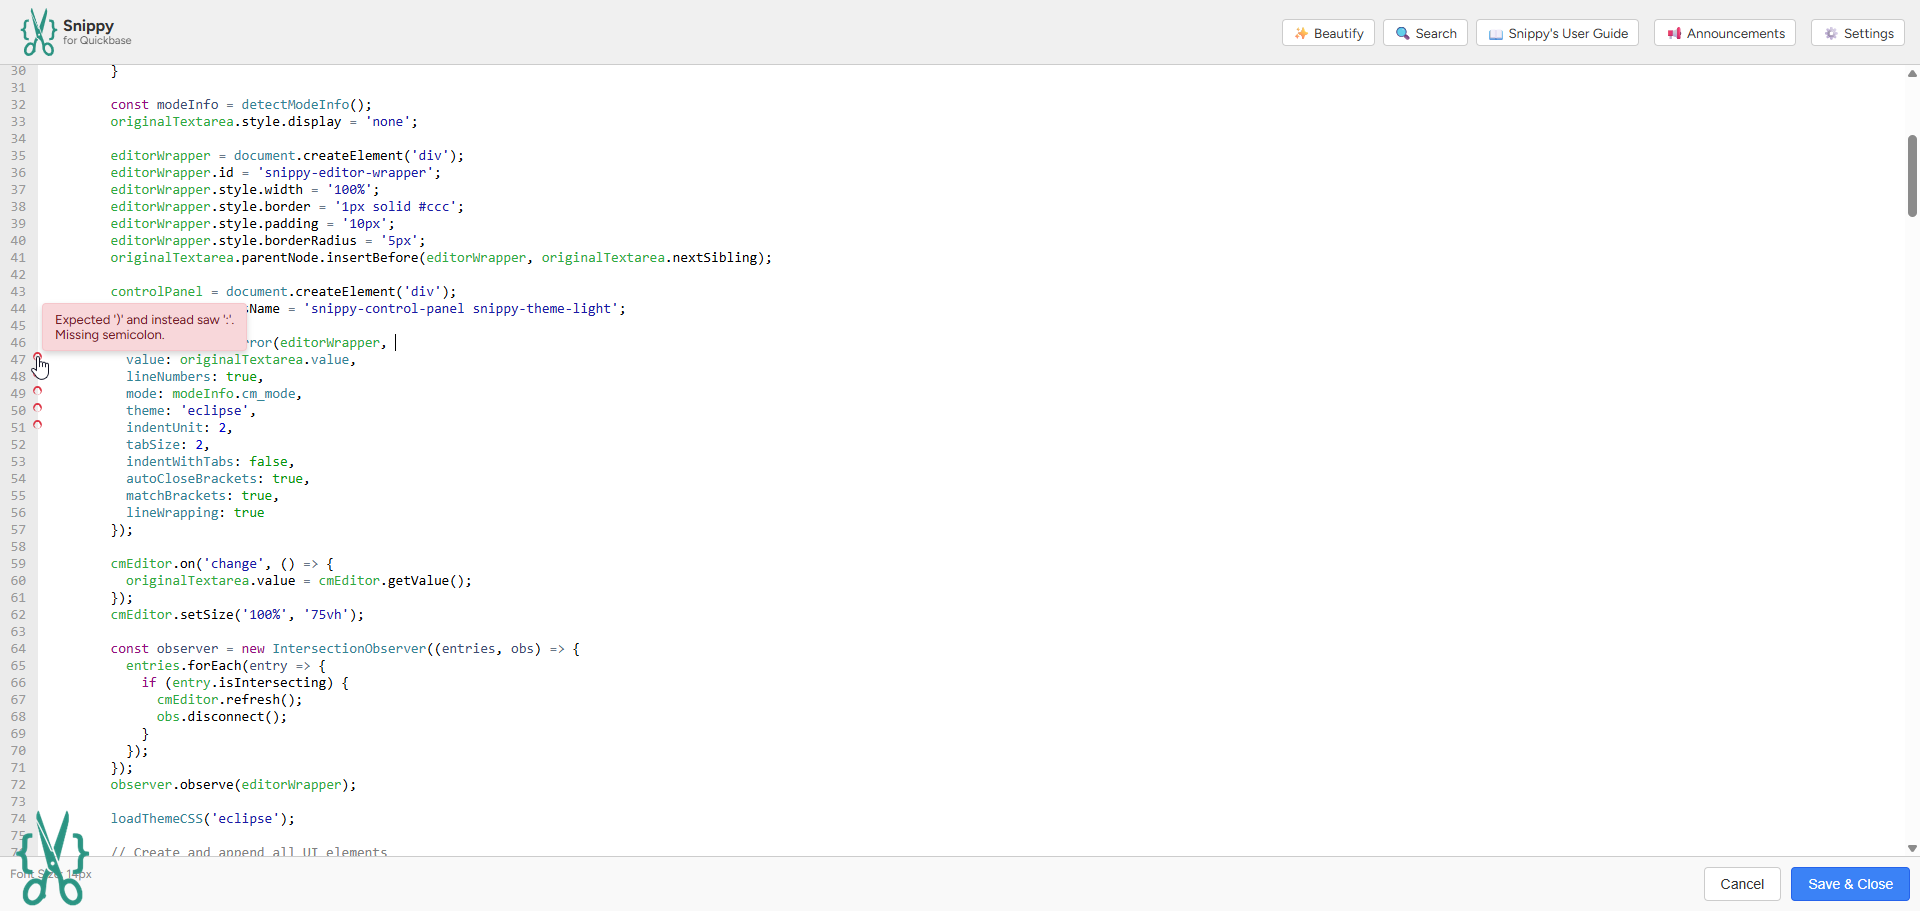 Snippy
for Quickbase
Beautify
Search
Snippy's User Guide
Announcements
Settings
30 }
31
32 const modeInfo = detectModeInfo();
33 originalTextarea.style.display = 'none';
34
35 editorWrapper = document.createElement('div');
36 editorWrapper.id = 'snippy-editor-wrapper';
37 editorWrapper.style.width = '100%';
38 editorWrapper.style.border = '1px solid #ccc';
39 editorWrapper.style.padding = '10px';
40 editorWrapper.style.borderRadius = '5px';
41 originalTextarea.parentNode.insertBefore(editorWrapper, originalTextarea.nextSibling);
42
43 controlPanel = document.createElement('div');
44 sName = 'snippy-control-panel snippy-theme-light';
Expected ')' and instead saw ':'.
Missing semicolon.
45
46 ror(editorWrapper,
47 value: originalTextarea.value,
48 lineNumbers: true,
49 mode: modeInfo.cm_mode,
50 theme: 'eclipse',
51 indentUnit: 2,
52 tabSize: 2,
53 indentWithTabs: false,
54 autoCloseBrackets: true,
55 matchBrackets: true,
56 lineWrapping: true
57 });
58
59 cmEditor.on('change', () => {
60 originalTextarea.value = cmEditor.getValue();
61 });
62 cmEditor.setSize('100%', '75vh');
63
64 const observer = new IntersectionObserver((entries, obs) => {
65 entries.forEach(entry => {
66 if (entry.isIntersecting) {
67 cmEditor.refresh();
68 obs.disconnect();
69 }
70 });
71 });
72 observer.observe(editorWrapper);
73
74 loadThemeCSS('eclipse');
75
// Create and append all UI elements
Font Size: 14px
Cancel
Save & Close